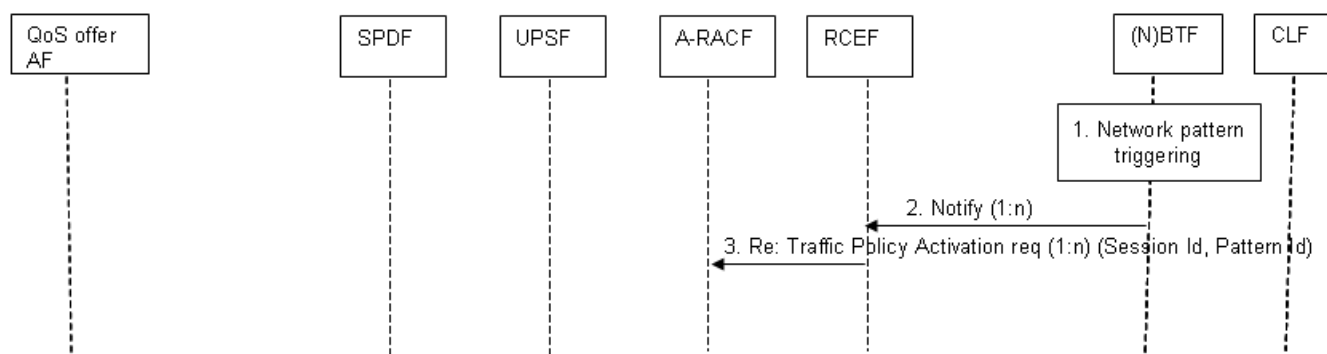 QoS offer
AF
SPDF
UPSF
A-RACF
RCEF
(N)BTF
CLF
1. Network pattern
triggering
2. Notify (1:n)
3. Re: Traffic Policy Activation req (1:n) (Session Id, Pattern Id)